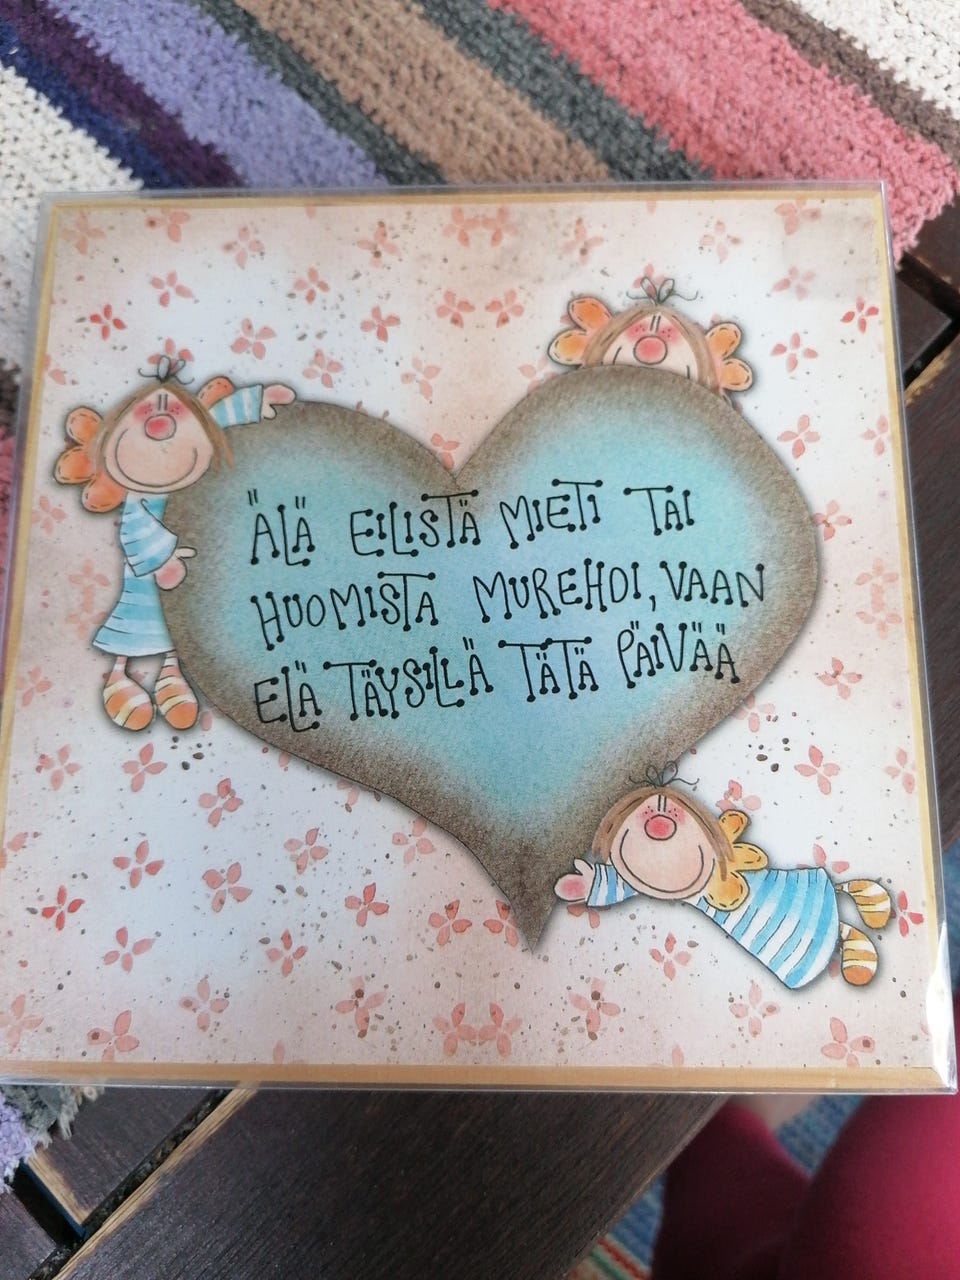 ÄLÄ EILISTÄ MIETI TAI
HUOMISTA MUREHDI, VAAN
ELÄ TÄYSILLÄ TÄTÄ PÄIVÄÄ